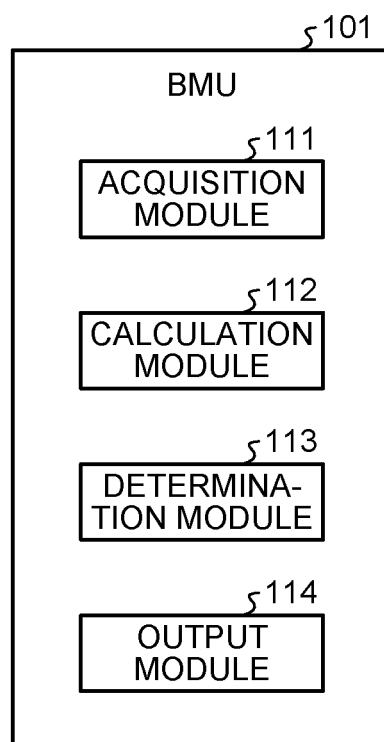 101
BMU
111
ACQUISITION
MODULE
112
CALCULATION
MODULE
113
DETERMINA-
TION MODULE
114
OUTPUT
MODULE